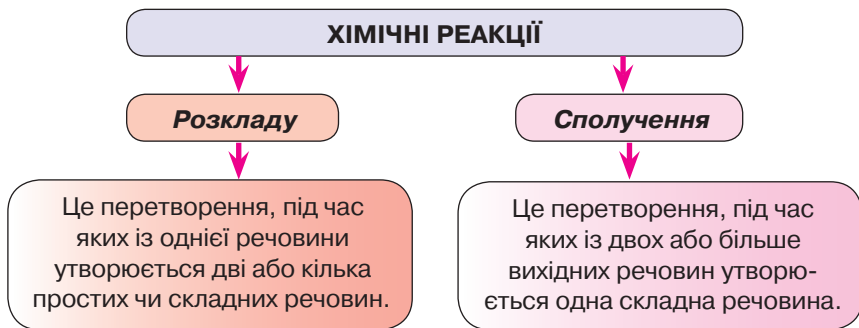 ХІМІЧНІ РЕАКЦІЇ
Розкладу
Сполучення
Це перетворення, під час
яких із однієї речовини
утворюється дві або кілька
простих чи складних речовин.
Це перетворення, під час
яких із двох або більше
вихідних речовин утворю-
ється одна складна речовина.